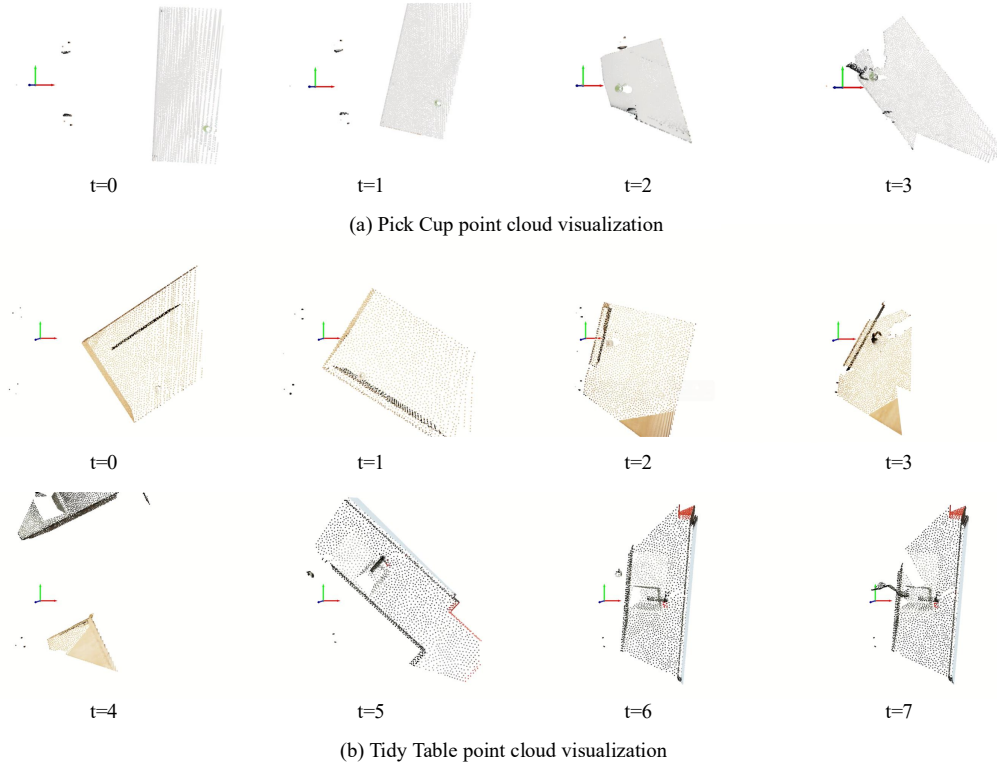 t=0 t=1 t=2 t=3
(a) Pick Cup point cloud visualization
t=0 t=1 t=2 t=3
t=4 t=5 t=6 t=7
(b) Tidy Table point cloud visualization